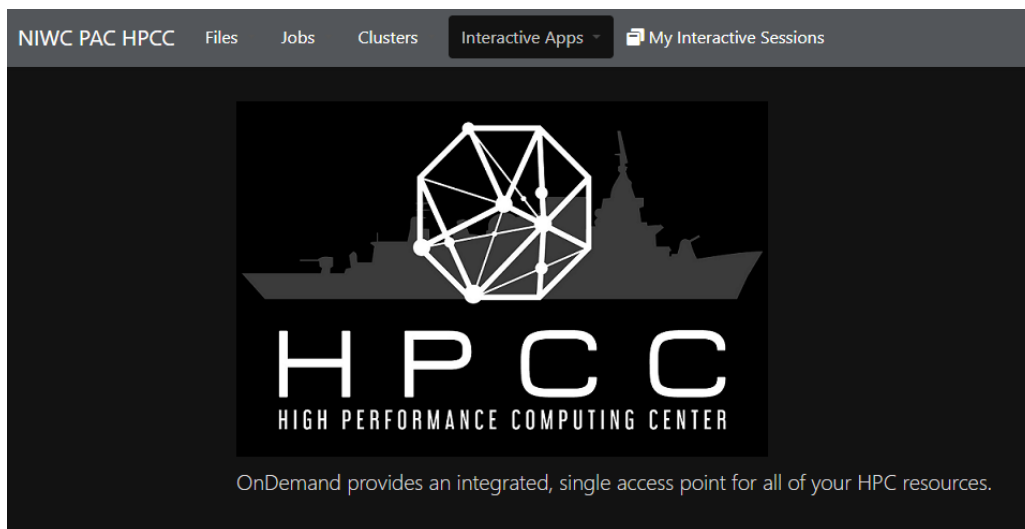 NIWC PAC HPCC Files Jobs Clusters Interactive Apps My Interactive Sessions
HPCC
HIGH PERFORMANCE COMPUTING CENTER
OnDemand provides an integrated, single access point for all of your HPC resources.